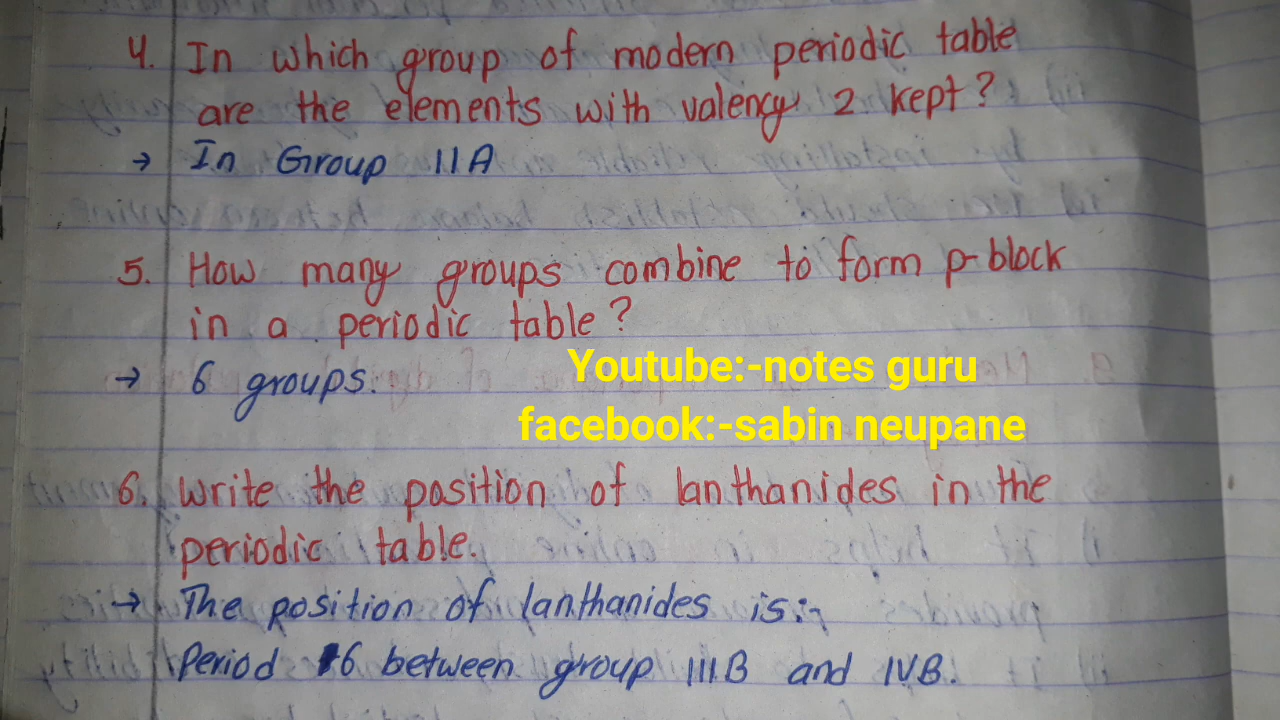 4. In which group of modern periodic table
are the elements with valency 2 kept?
→ In Group IIA
5. How many groups combine to form p-block
in a periodic table?
→ 6 groups.
Youtube:-notes guru
facebook:-sabin neupane
6. Write the position of lanthanides in the
periodic table.
→ The position of lanthanides is:-
Period 6 between group IIIB and IVB.